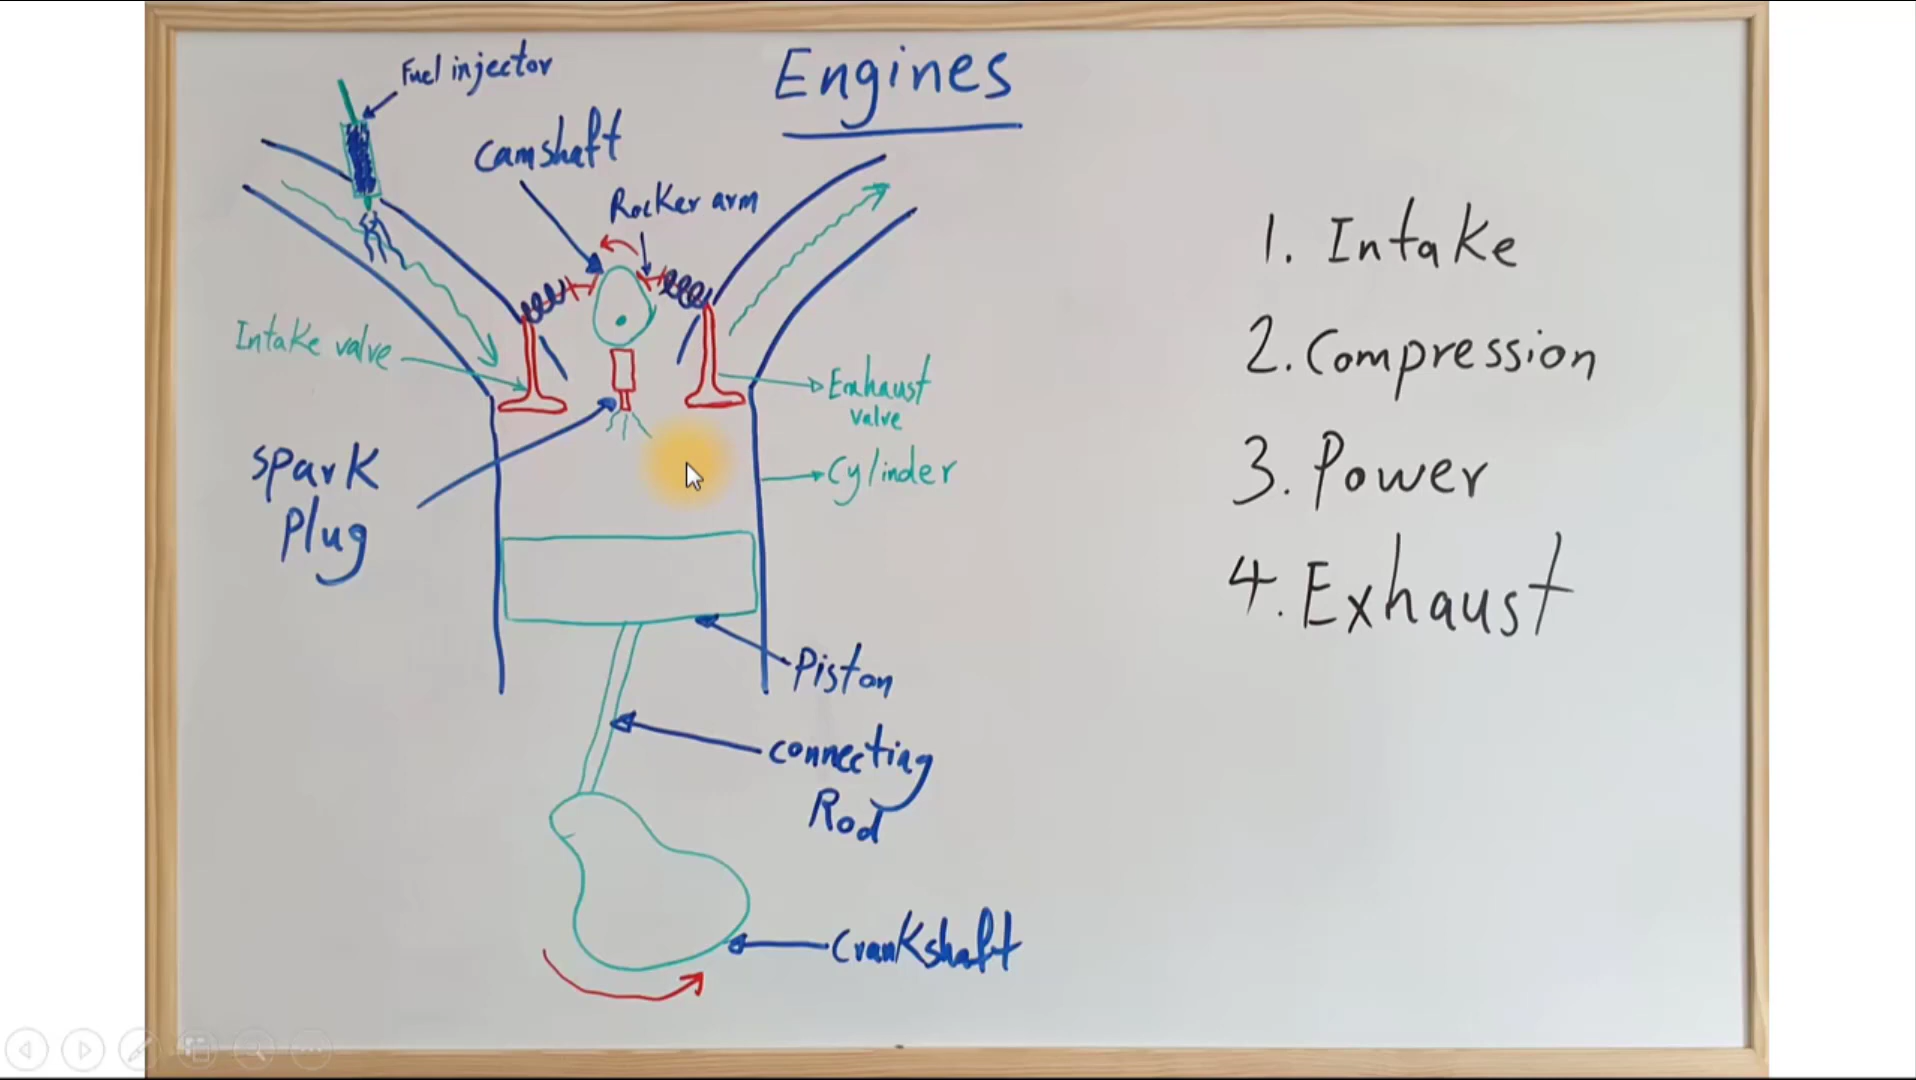 Engines
Fuel injector
Camshaft
Rocker arm
Intake valve
Exhaust
valve
Spark
Plug
Cylinder
Piston
Connecting
Rod
Crankshaft
1. Intake
2. Compression
3. Power
4. Exhaust